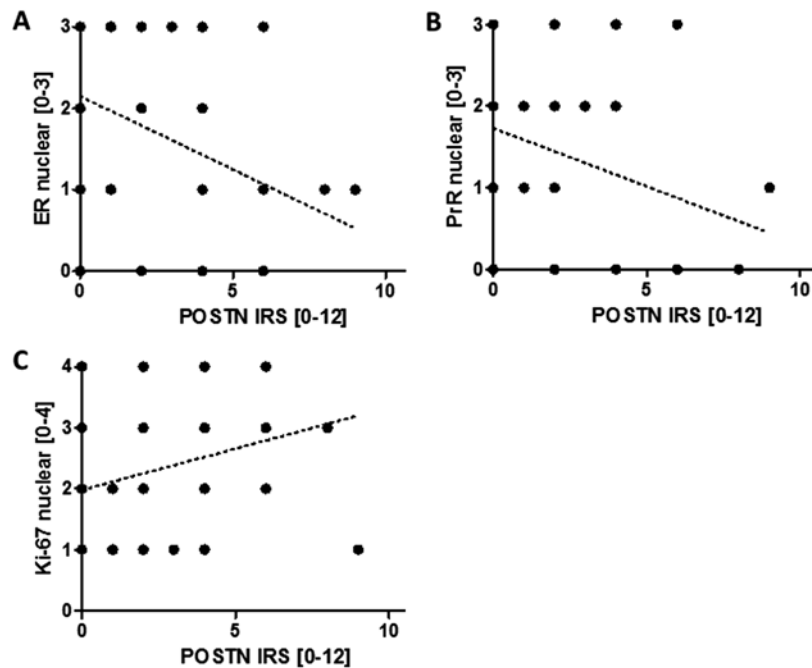 A
ER nuclear [0-3]
3
2
1
0
0 5 10
POSTN IRS [0-12]
B
PrR nuclear [0-3]
3
2
1
0
0 5 10
POSTN IRS [0-12]
C
Ki-67 nuclear [0-4]
4
3
2
1
0
0 5 10
POSTN IRS [0-12]